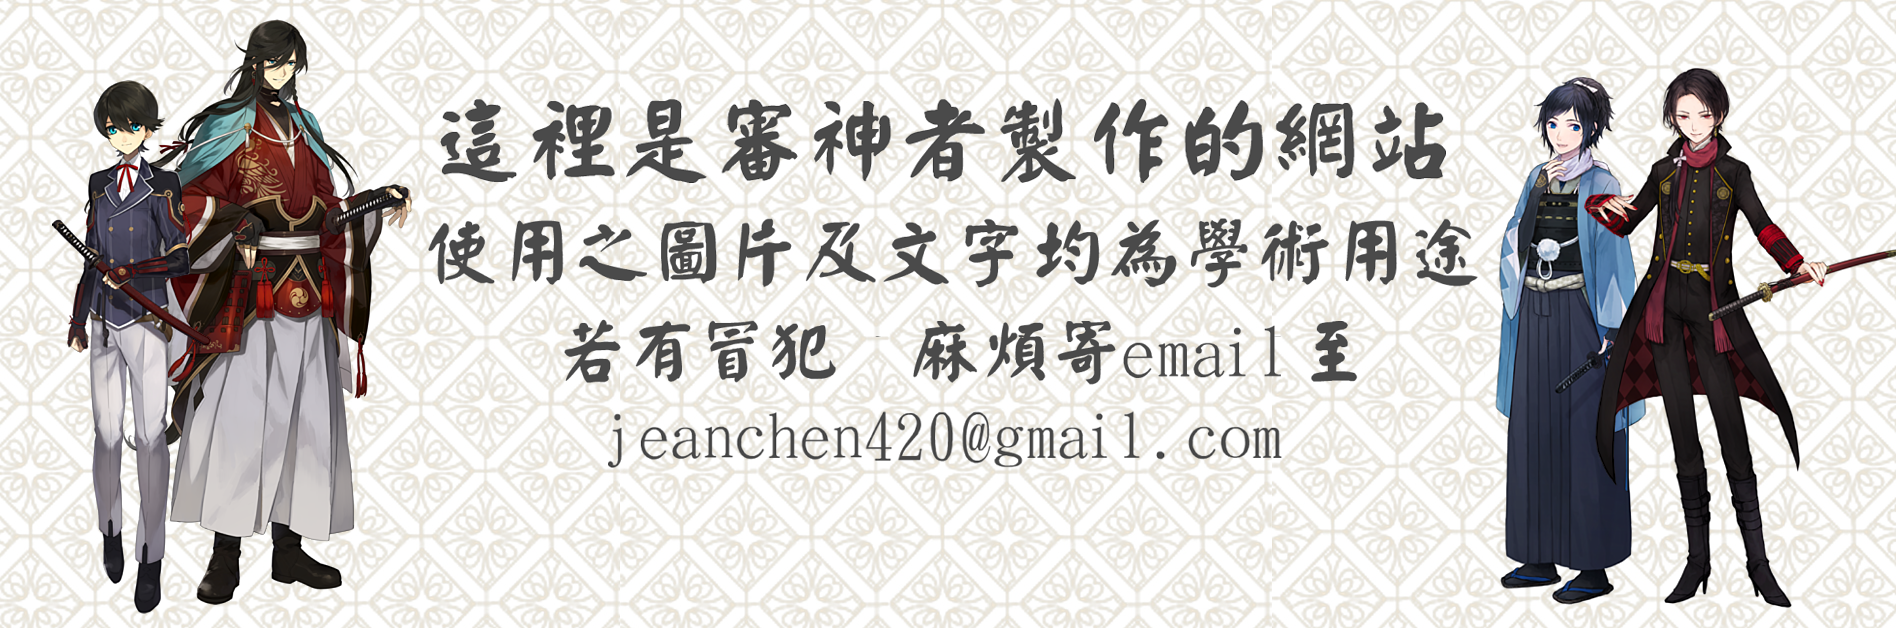 這裡是審神者製作的網站
使用之圖片及文字均為學術用途
若有冒犯 麻煩寄email至
jeanchen420@gmail.com